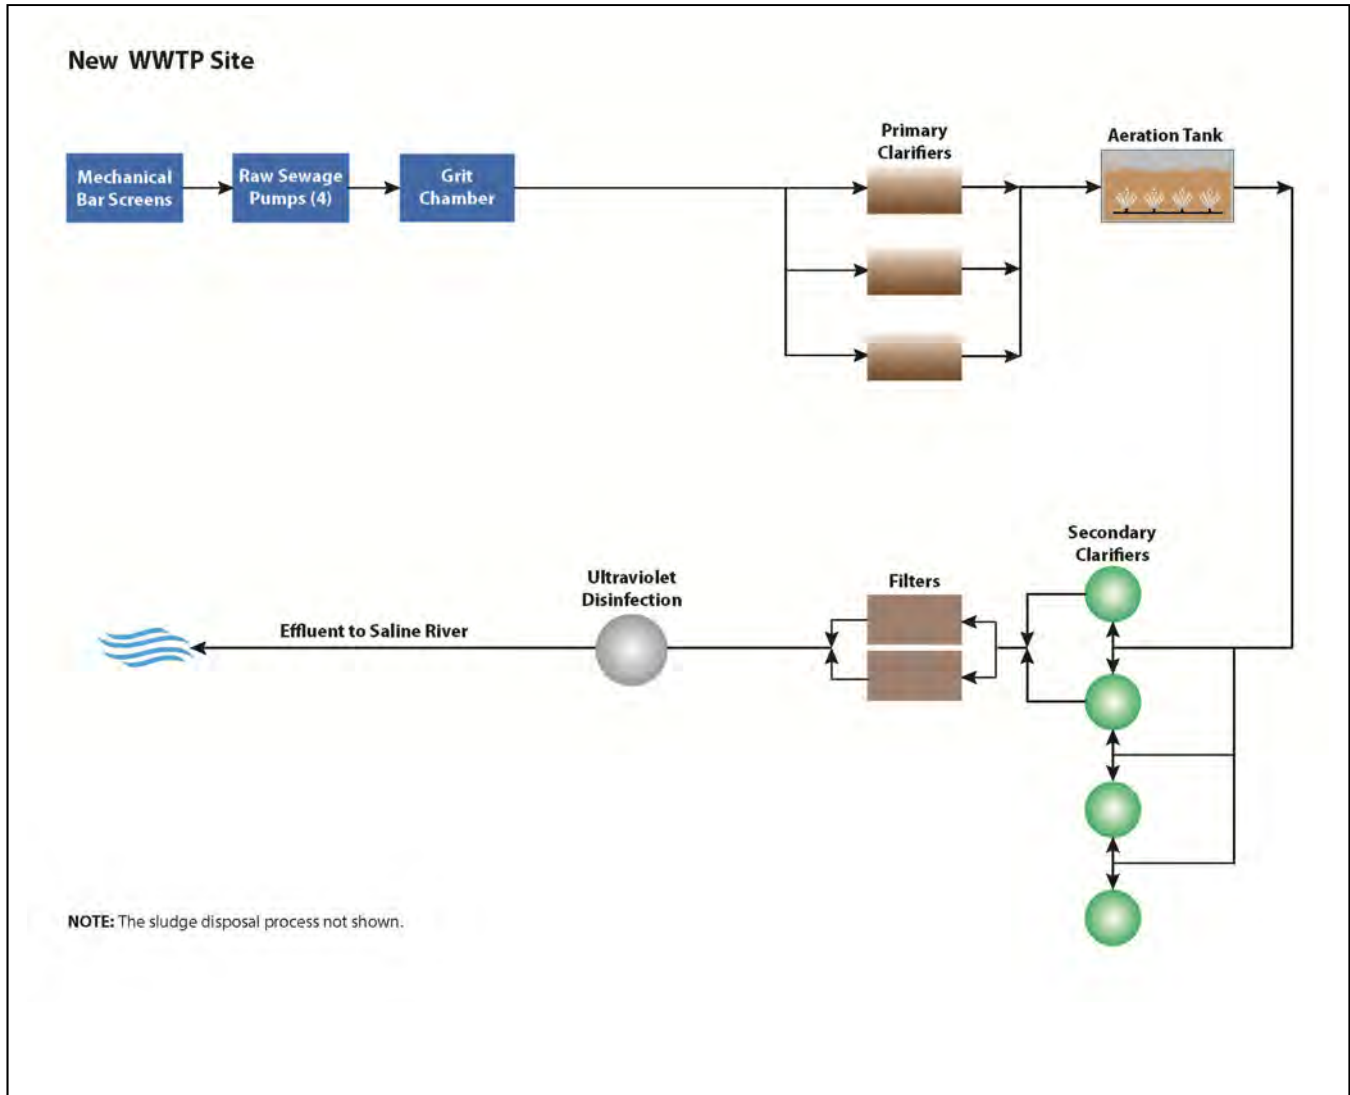 New WWTP Site
Mechanical
Bar Screens
Raw Sewage
Pumps (4)
Grit
Chamber
Primary
Clarifiers
Aeration Tank
Secondary
Clarifiers
Filters
Ultraviolet
Disinfection
Effluent to Saline River
NOTE: The sludge disposal process not shown.